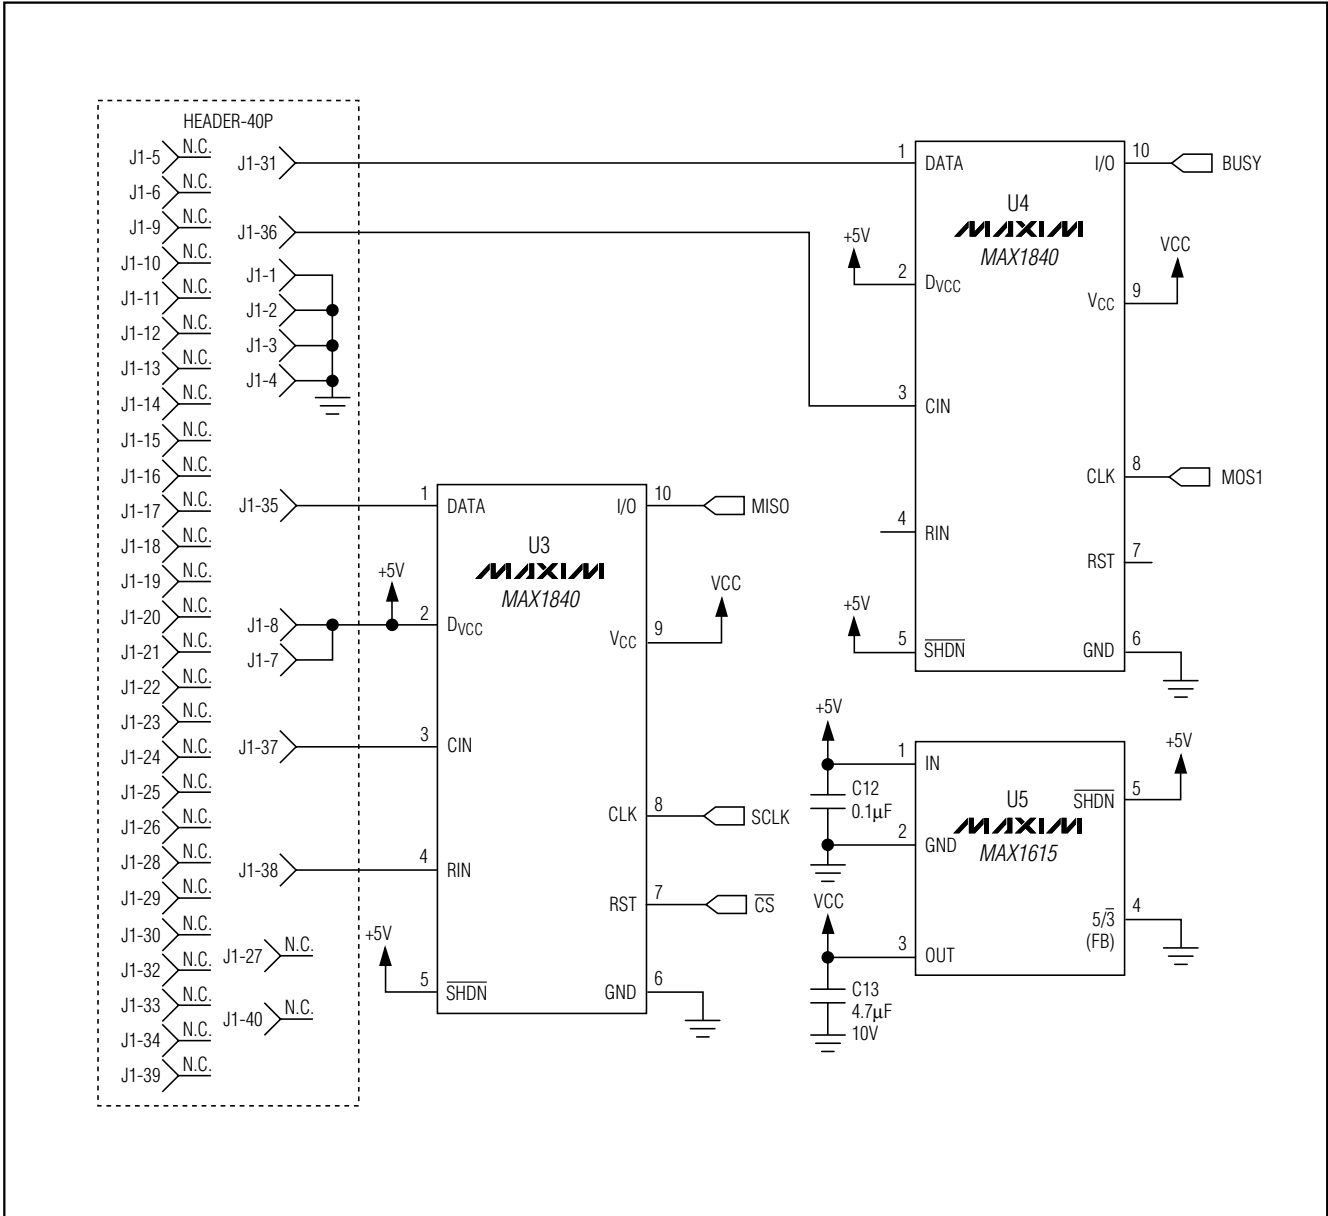 HEADER-40P
J1-5 N.C.
J1-6 N.C.
J1-9 N.C.
J1-10 N.C.
J1-11 N.C.
J1-12 N.C.
J1-13 N.C.
J1-14 N.C.
J1-15 N.C.
J1-16 N.C.
J1-17 N.C.
J1-18 N.C.
J1-19 N.C.
J1-20 N.C.
J1-21 N.C.
J1-22 N.C.
J1-23 N.C.
J1-24 N.C.
J1-25 N.C.
J1-26 N.C.
J1-28 N.C.
J1-29 N.C.
J1-30 N.C.
J1-32 N.C.
J1-33 N.C.
J1-34 N.C.
J1-39 N.C.
J1-31
J1-36
J1-1
J1-2
J1-3
J1-4
J1-35
J1-8
J1-7
J1-37
J1-38
J1-27 N.C.
J1-40 N.C.
+5V
+5V
1 DATA
2 DVCC
3 CIN
4 RIN
5 SHDN
U3
MAXIM
MAX1840
I/O 10 MISO
VCC
VCC 9
CLK 8 SCLK
RST 7 CS
GND 6
1 DATA
+5V
2 DVCC
3 CIN
4 RIN
+5V
5 SHDN
U4
MAXIM
MAX1840
I/O 10 BUSY
VCC
VCC 9
CLK 8 MOS1
RST 7
GND 6
+5V
1 IN
C12
0.1μF
2 GND
VCC
3 OUT
C13
4.7μF
10V
U5
MAXIM
MAX1615
+5V
SHDN 5
5/3 4
(FB)